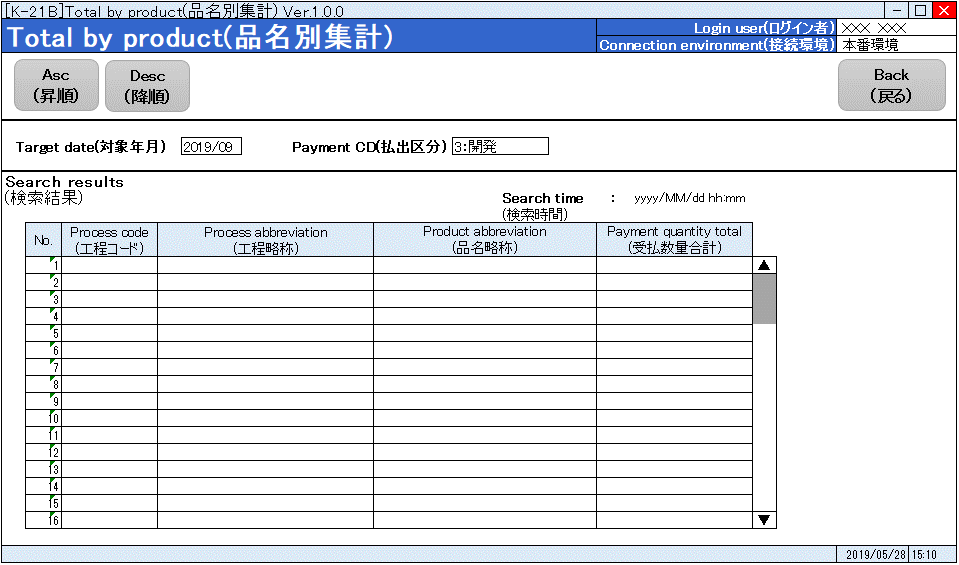 [K-21B]Total by product(品名別集計) Ver.1.0.0
Total by product(品名別集計)
Login user(ログイン者) XXX XXX
Connection environment(接続環境) 本番環境
Asc
(昇順)
Desc
(降順)
Back
(戻る)
Target date(対象年月) 2019/09 Payment CD(払出区分) 3:開発
Search results
(検索結果)
Search time : yyyy/MM/dd hh:mm
(検索時間)
No. Process code Process abbreviation Product abbreviation Payment quantity total
(工程コード) (工程略称) (品名略称) (受払数量合計)
1
2
3
4
5
6
7
8
9
10
11
12
13
14
15
16
2019/05/28 15:10